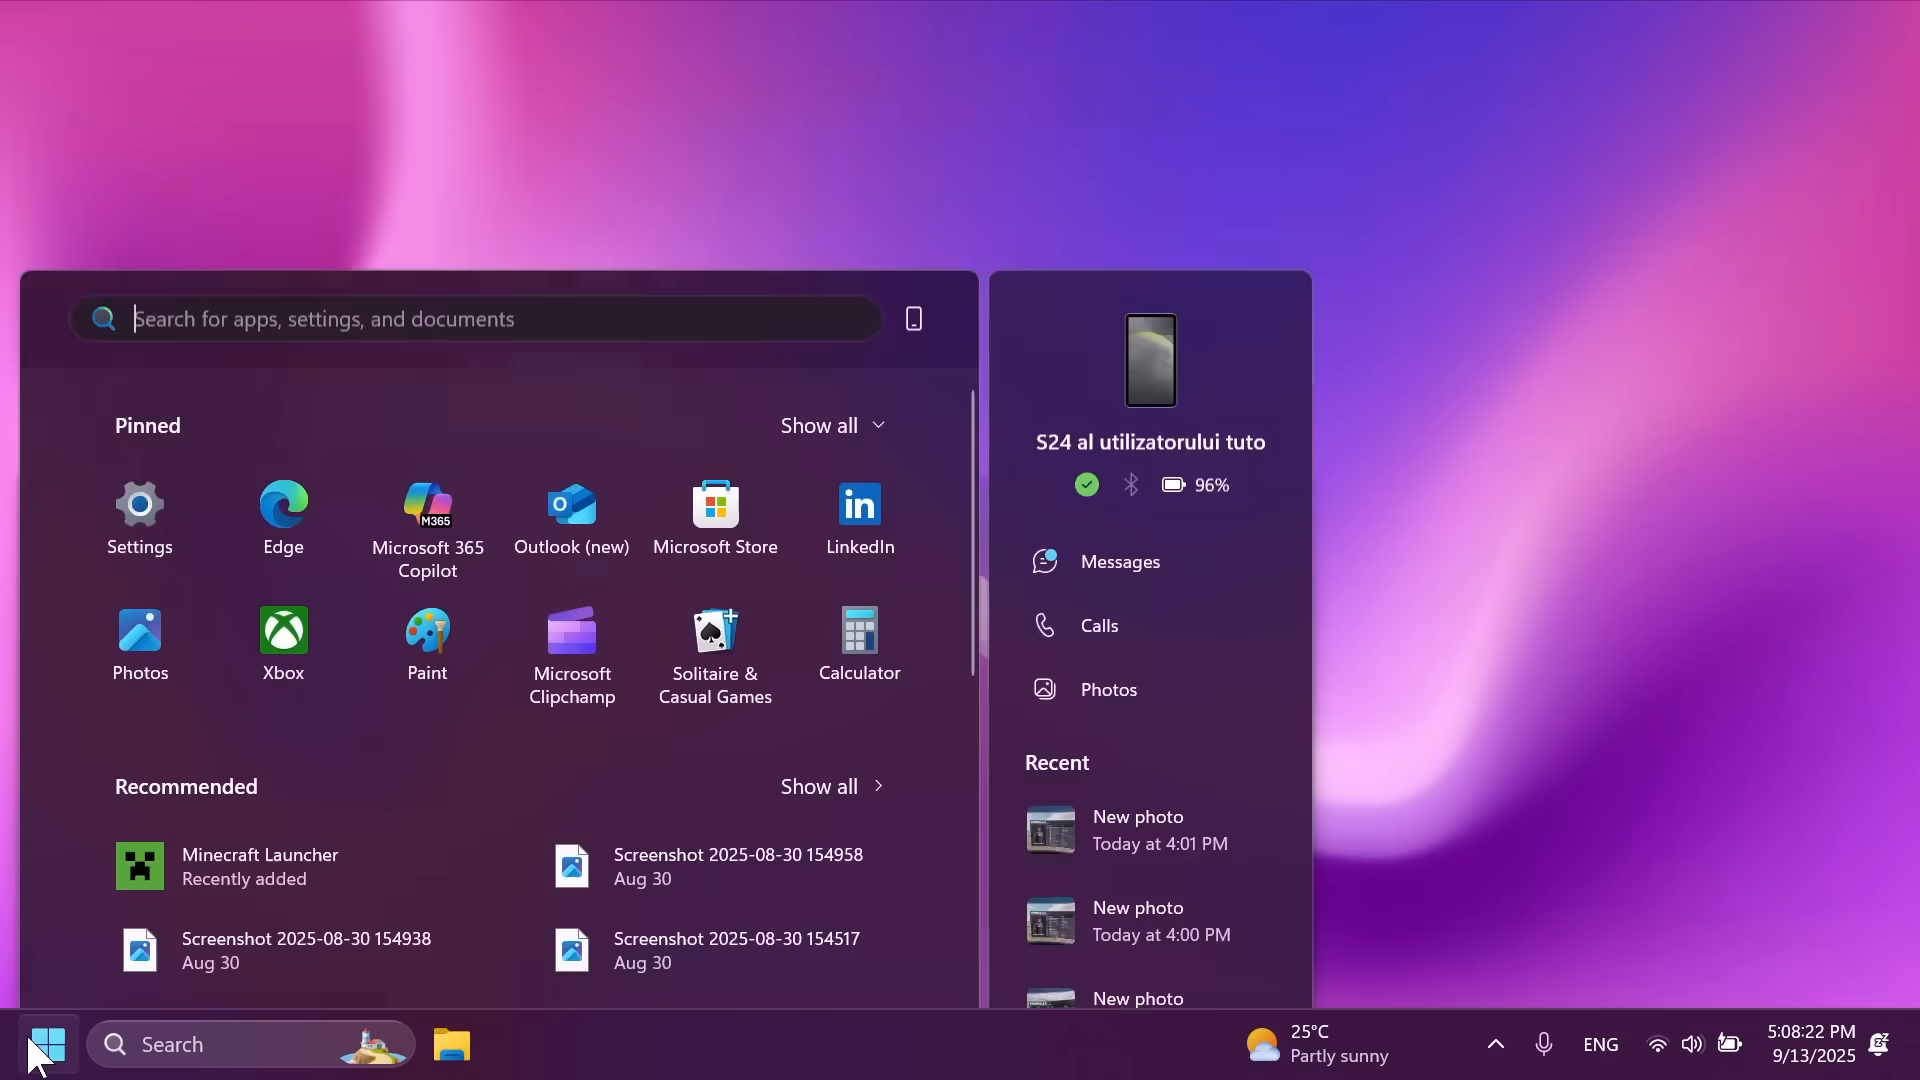 Search for apps, settings, and documents
Pinned
Show all
Settings
Edge
M365
Microsoft 365
Copilot
Outlook (new)
Microsoft Store
in
LinkedIn
Photos
Xbox
Paint
Microsoft
Clipchamp
Solitaire &
Casual Games
Calculator
Recommended
Show all
Minecraft Launcher
Recently added
Screenshot 2025-08-30 154958
Aug 30
Screenshot 2025-08-30 154938
Aug 30
Screenshot 2025-08-30 154517
Aug 30
S24 al utilizatorului tuto
96%
Messages
Calls
Photos
Recent
New photo
Today at 4:01 PM
New photo
Today at 4:00 PM
New photo
Search
25°C
Partly sunny
ENG
5:08:22 PM
9/13/2025